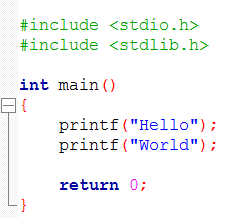 #include <stdio.h>
#include <stdlib.h>

int main()
{
    printf("Hello");
    printf("World");

    return 0;
}